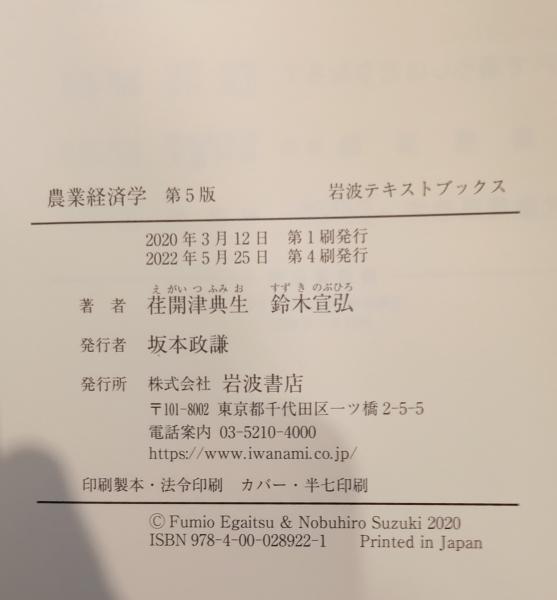 農業経済学 第5版 岩波テキストブックス
2020年3月12日 第1刷発行
2022年5月25日 第4刷発行
えがいつふみお すずきのぶひろ
著者 荏開津典生 鈴木宣弘
発行者 坂本政謙
発行所 株式会社 岩波書店
〒101-8002 東京都千代田区一ツ橋2-5-5
電話案内 03-5210-4000
https://www.iwanami.co.jp/
印刷製本・法令印刷 カバー・半七印刷
© Fumio Egaitsu & Nobuhiro Suzuki 2020
ISBN 978-4-00-028922-1 Printed in Japan